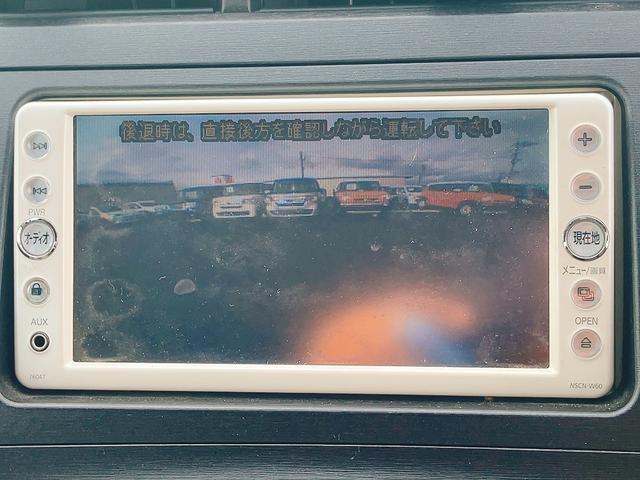 後退時は、直接後方を確認しながら運転して下さい
PWR
オーディオ
現在地
メニュー/画質
AUX
OPEN
76047
NSCN-W60